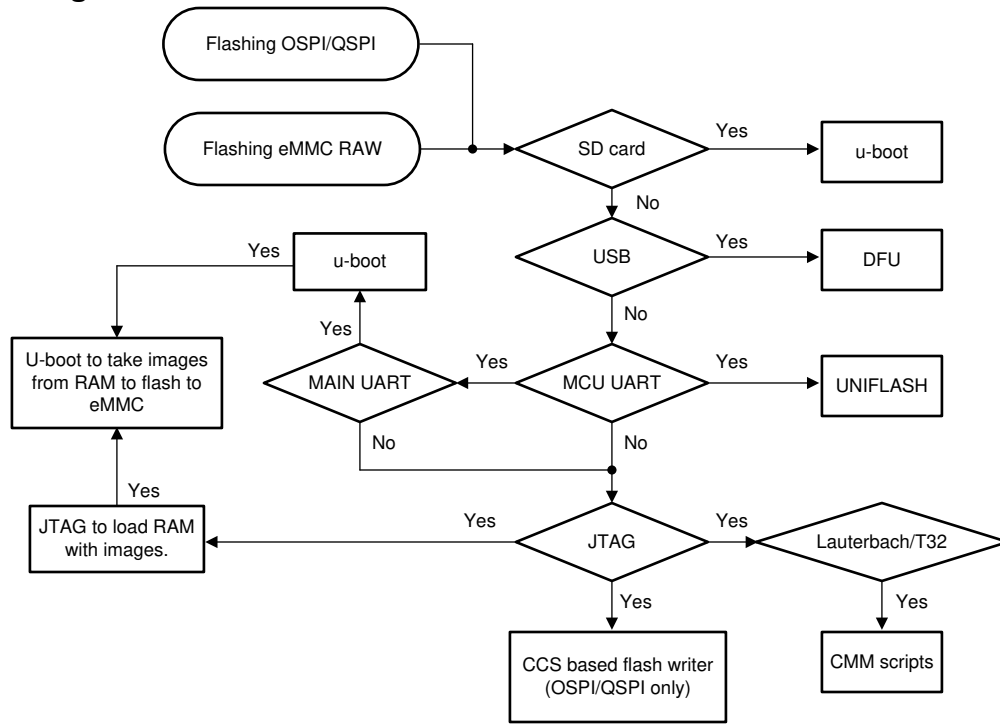 Flashing OSPI/QSPI
Flashing eMMC RAW
SD card
Yes
u-boot
No
Yes
u-boot
USB
Yes
DFU
No
Yes
U-boot to take images
from RAM to flash to
eMMC
MAIN UART
Yes
MCU UART
Yes
UNIFLASH
No
No
Yes
JTAG to load RAM
with images.
Yes
JTAG
Yes
Lauterbach/T32
Yes
Yes
CCS based flash writer
(OSPI/QSPI only)
CMM scripts